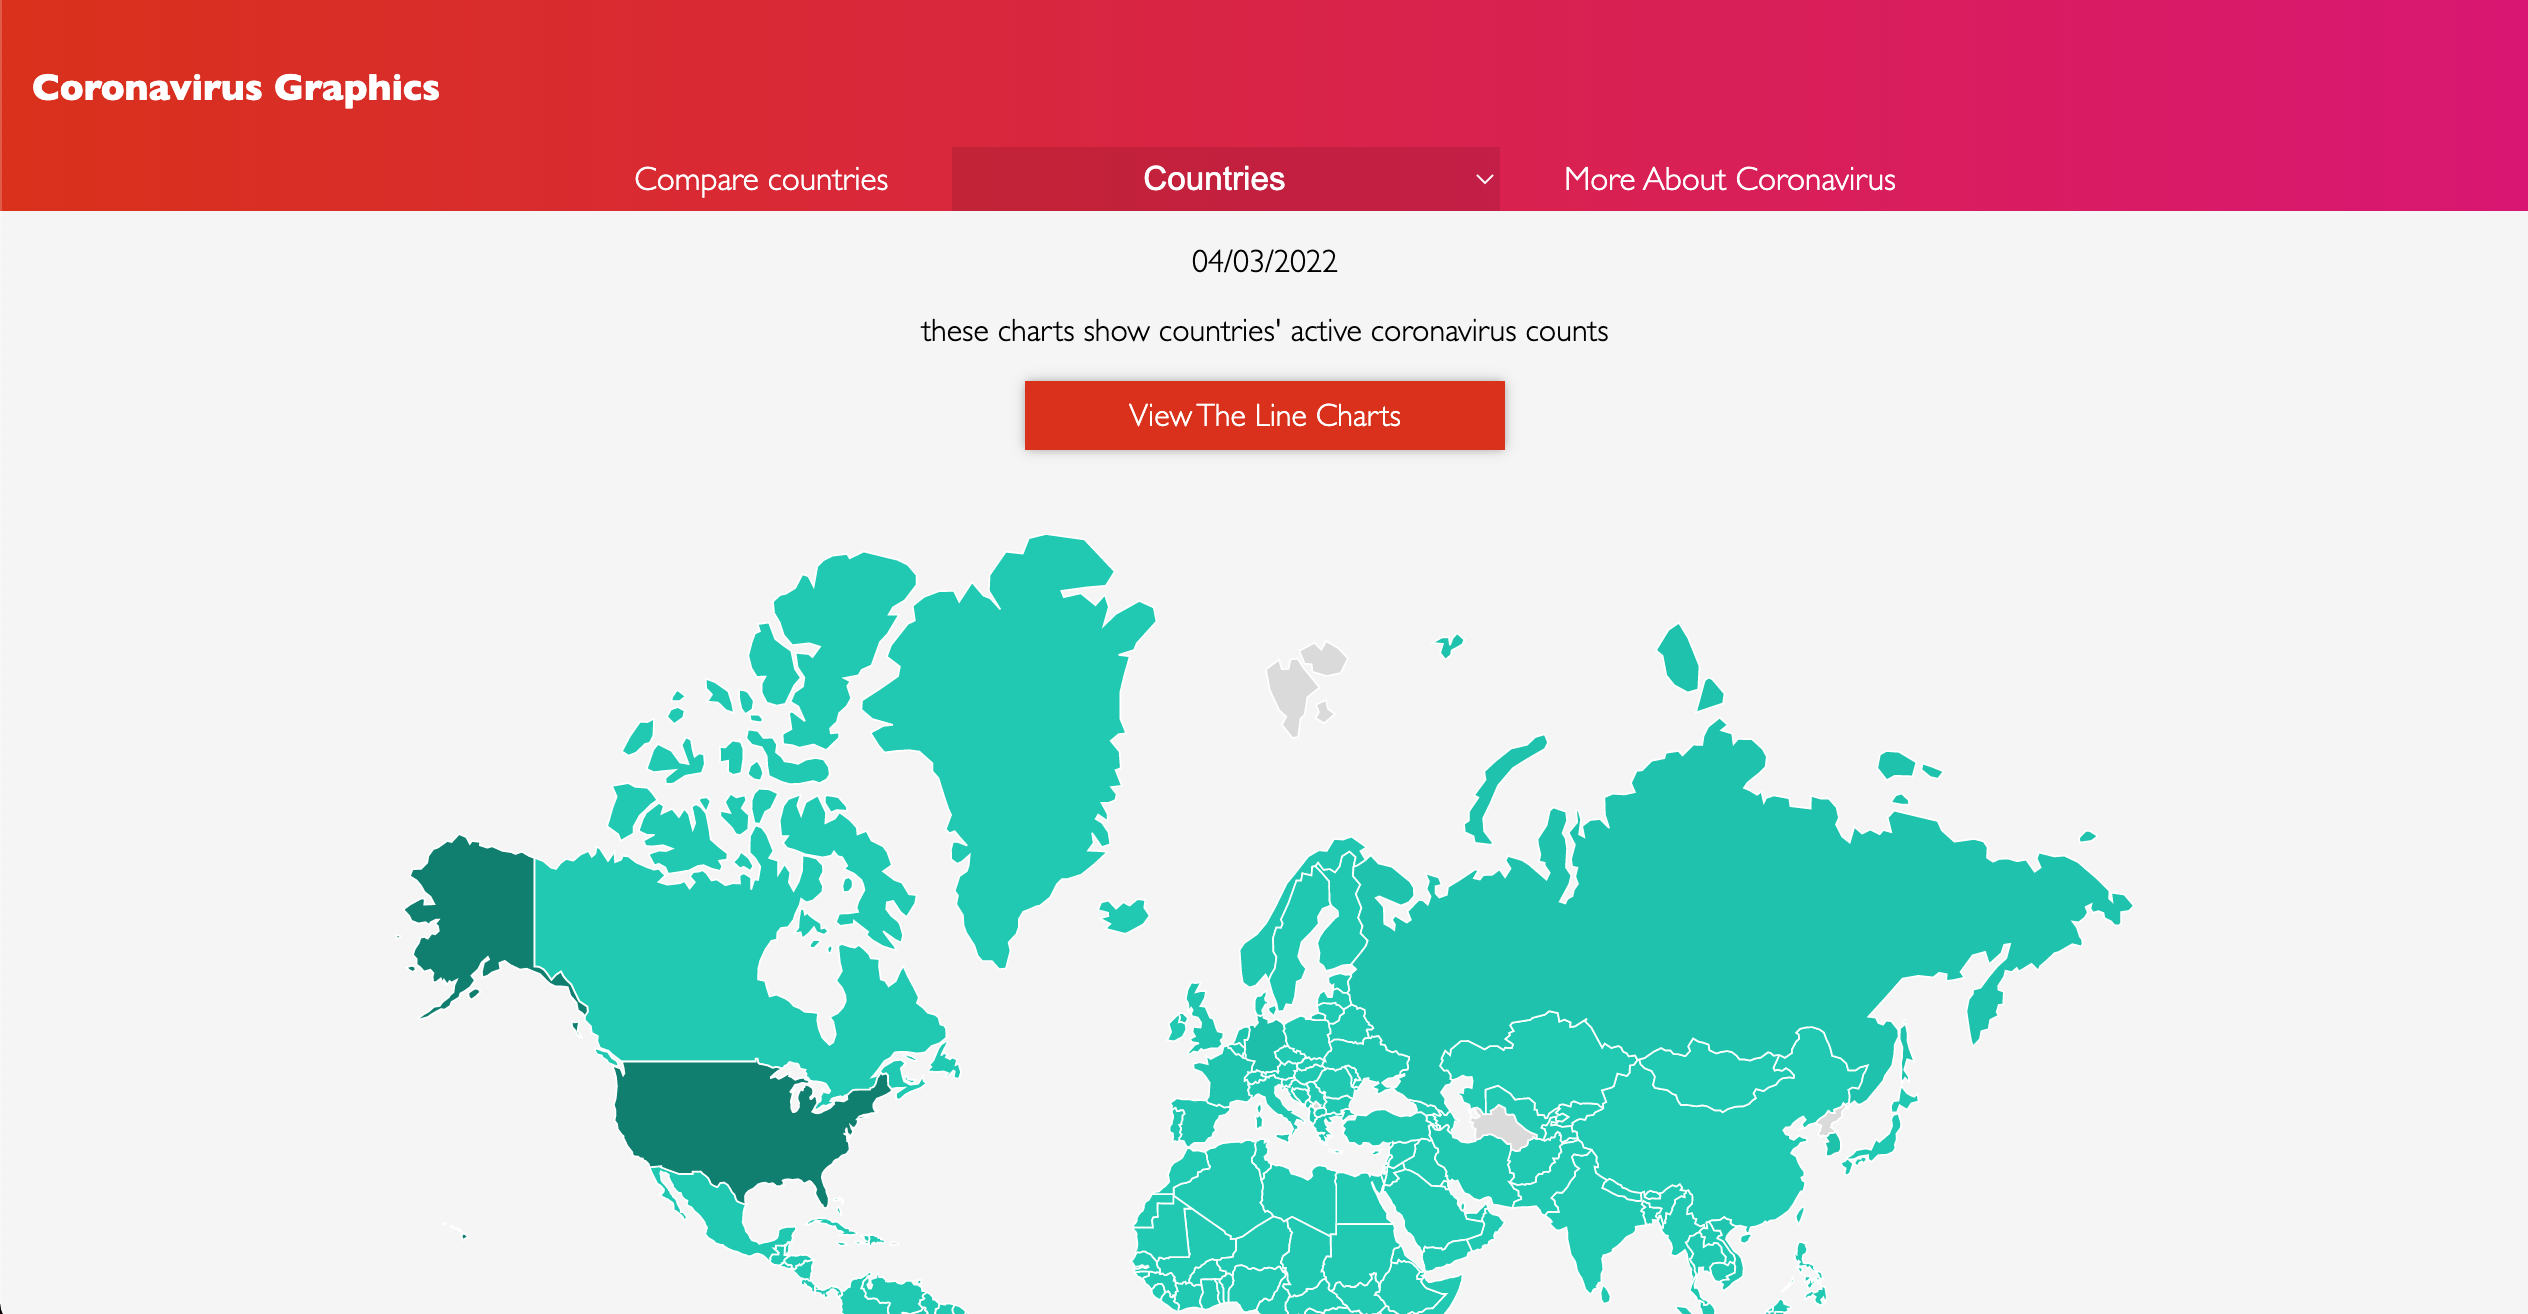 Coronavirus Graphics
Compare countries
Countries
More About Coronavirus
04/03/2022
these charts show countries' active coronavirus counts
View The Line Charts